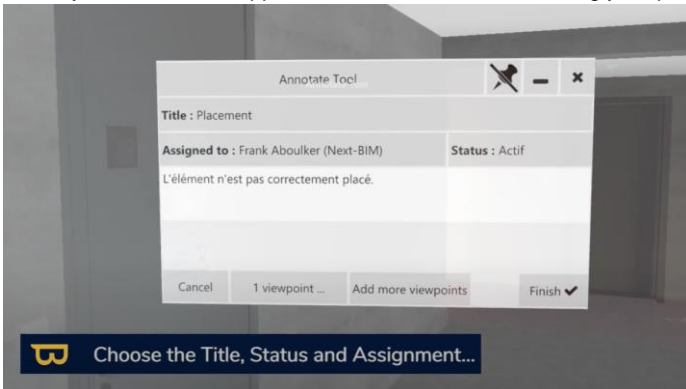 Annotate Tool
Title : Placement
Assigned to : Frank Aboulker (Next-BIM) Status : Actif
L'élément n'est pas correctement placé.
Cancel 1 viewpoint ... Add more viewpoints Finish
Choose the Title, Status and Assignment...